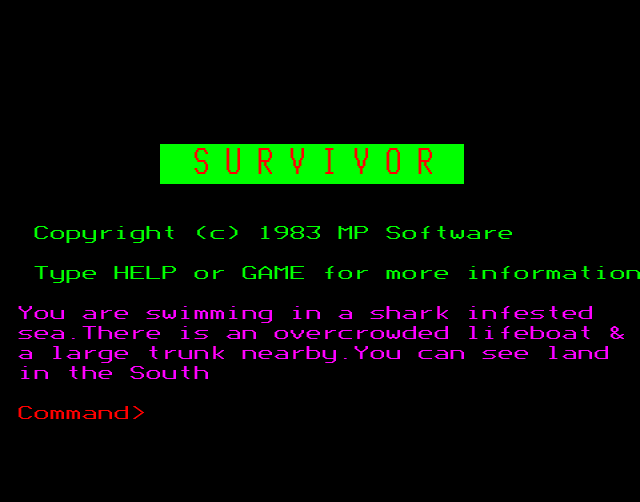 S U R V I V O R
Copyright (c) 1983 MP Software
Type HELP or GAME for more information
You are swimming in a shark infested
sea.There is an overcrowded lifeboat &
a large trunk nearby.You can see land
in the South
Command>